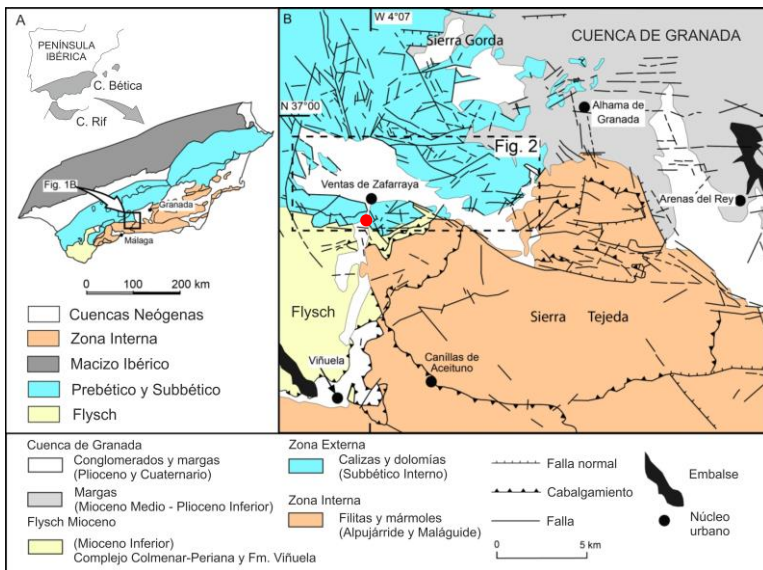 A
PENÍNSULA
IBÉRICA
C. Bética
C. Rif
Fig. 1B
Granada
Málaga
0 100 200 km
Cuencas Neógenas
Zona Interna
Macizo Ibérico
Prebético y Subbético
Flysch
B
W 4°07'
Sierra Gorda
CUENCA DE GRANADA
N 37°00
Alhama de
Granada
Fig. 2
Ventas de Zafarraya
Arenas del Rey
Flysch
Sierra Tejeda
Viñuela
Canillas de
Aceituno
Cuenca de Granada
Conglomerados y margas
(Plioceno y Cuaternario)
Margas
(Mioceno Medio - Plioceno Inferior)
Flysch Mioceno
(Mioceno Inferior)
Complejo Colmenar-Periana y Fm. Viñuela
Zona Externa
Calizas y dolomías
(Subbético Interno)
Zona Interna
Filitas y mármoles
(Alpujárride y Maláguide)
Falla normal
Cabalgamiento
Falla
0 5 km
Embalse
Núcleo
urbano